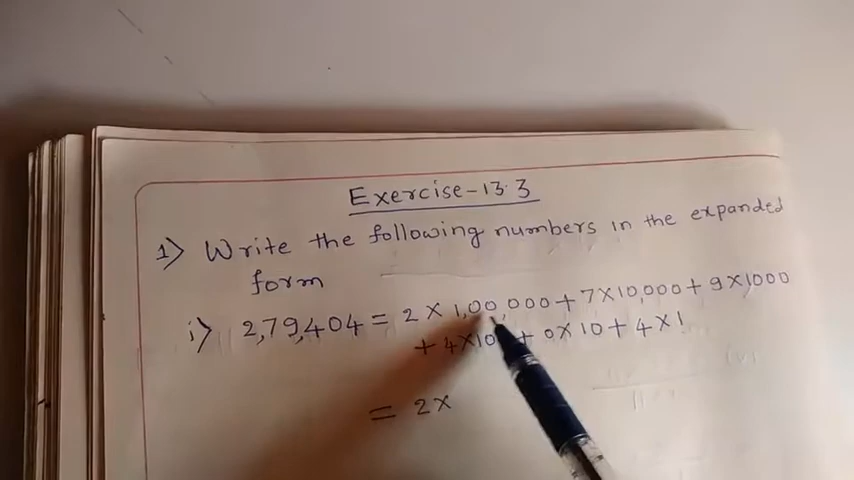 Exercise-13.3
1> Write the following numbers in the expanded
form
i> 2,79,404 = 2 × 1,00,000 + 7×10,000 + 9×1000
+ 4×10 + 0×10 + 4×1
= 2×